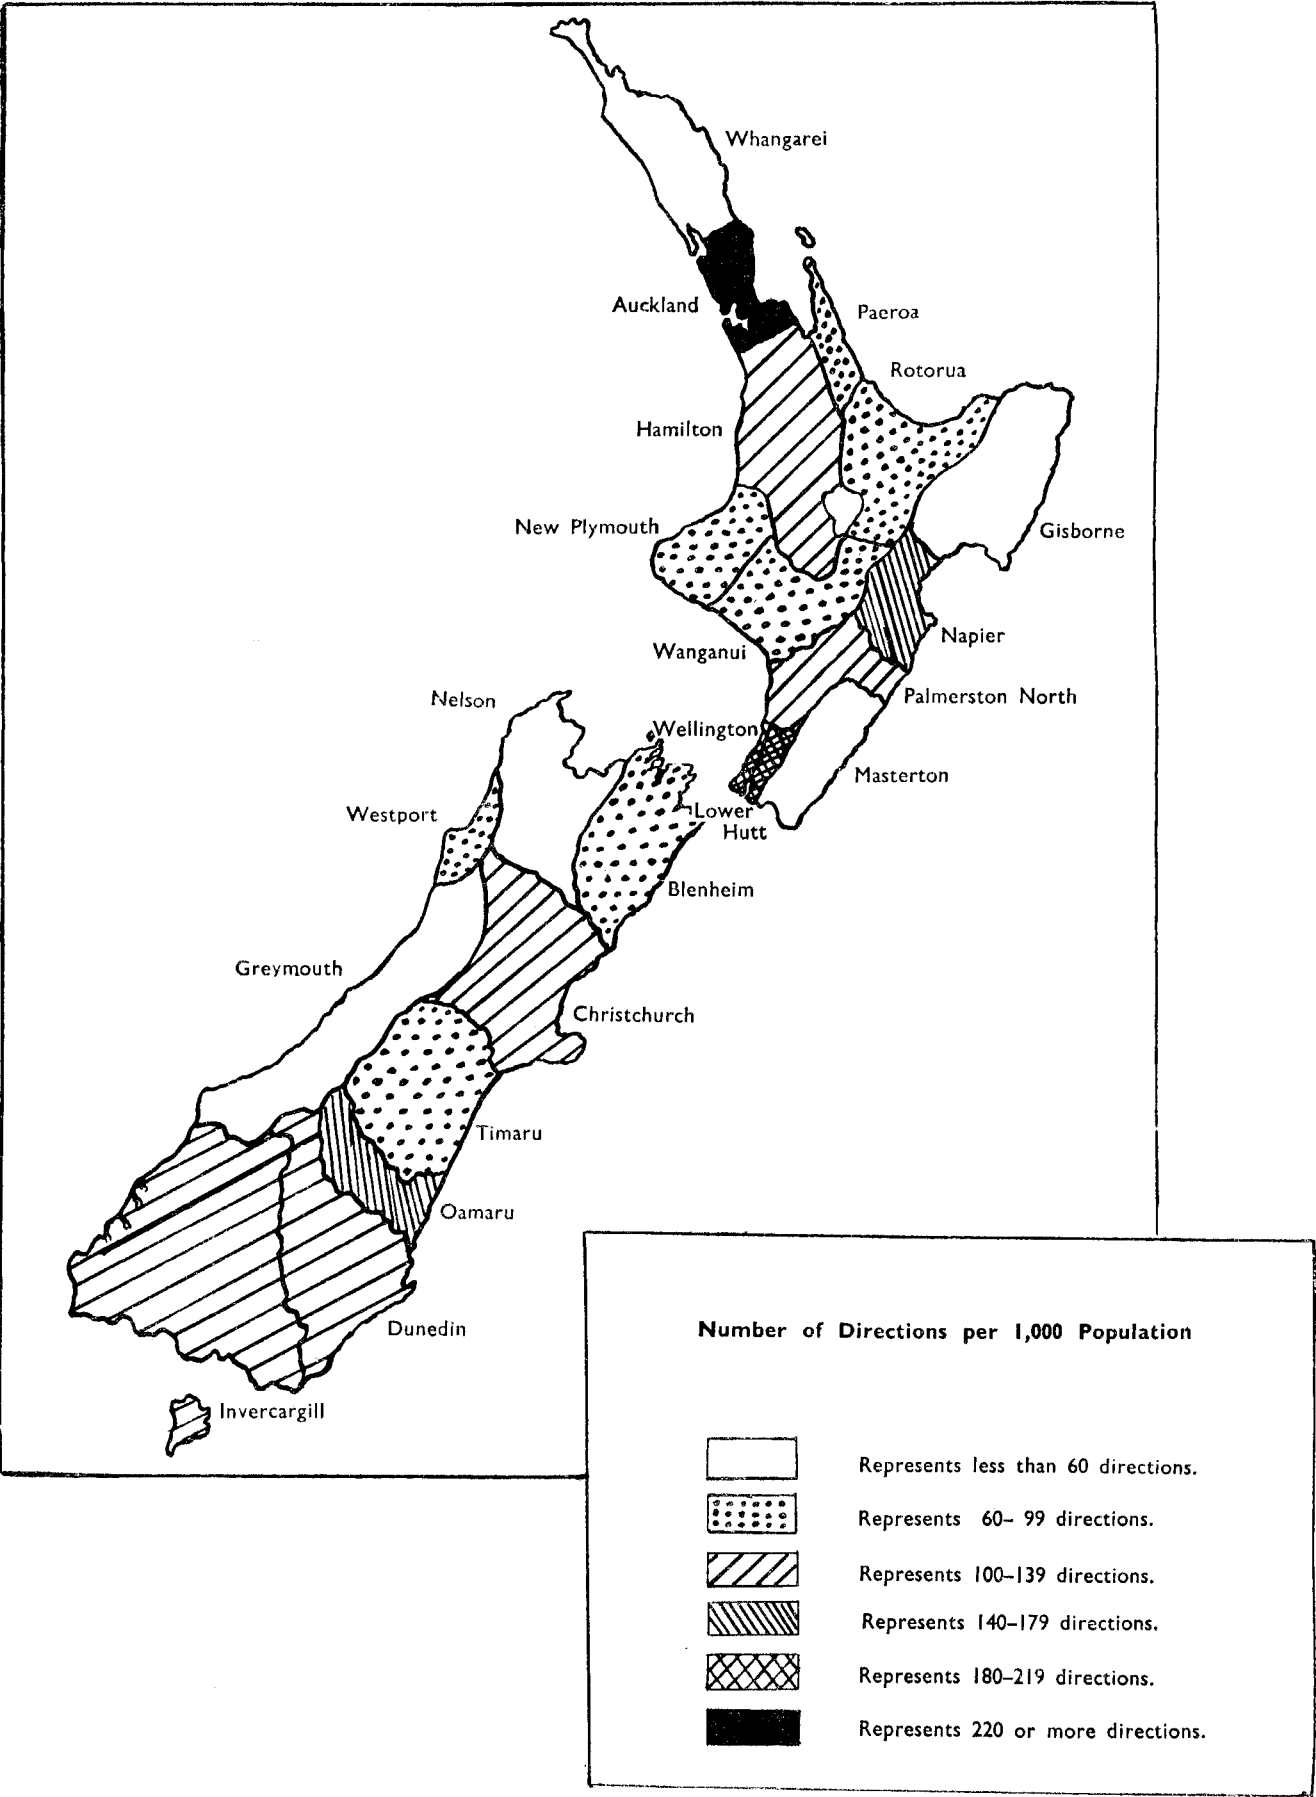 Whangarei
Auckland
Paeroa
Rotorua
Hamilton
New Plymouth
Gisborne
Napier
Wanganui
Nelson
Palmerston North
Wellington
Masterton
Westport
Lower
Hutt
Blenheim
Greymouth
Christchurch
Timaru
Oamaru
Dunedin
Invercargill
Number of Directions per 1,000 Population
Represents less than 60 directions.
Represents 60– 99 directions.
Represents 100–139 directions.
Represents 140–179 directions.
Represents 180–219 directions.
Represents 220 or more directions.